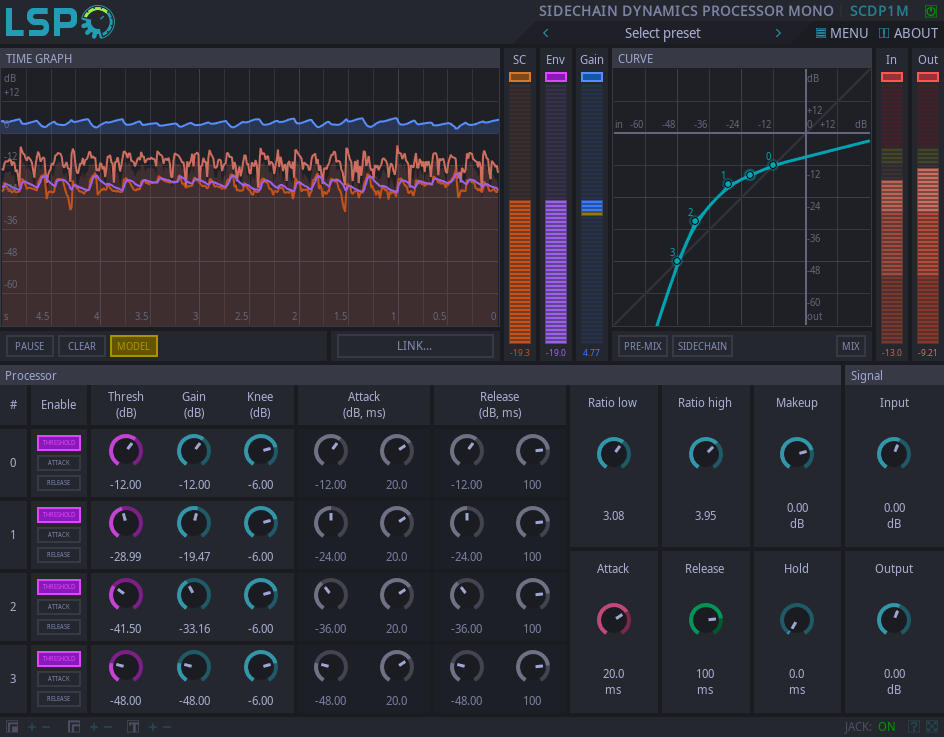 LSP
SIDECHAIN DYNAMICS PROCESSOR MONO SCDP1M
< Select preset > MENU ABOUT
TIME GRAPH SC Env Gain CURVE In Out
dB
+12
0
-12
-36
-48
-60
s 4.5 4 3.5 3 2.5 2 1.5 1 0.5 0
dB
+12
in -60 -48 -36 -24 -12 0 +12 dB
0
1
2
3
-12
-24
-36
-48
-60
out
PAUSE CLEAR MODEL LINK... PRE-MIX SIDECHAIN MIX
-19.3 -19.0 4.77 -13.0 -9.21
Processor Signal
# Enable Thresh (dB) Gain (dB) Knee (dB) Attack (dB, ms) Release (dB, ms) Ratio low Ratio high Makeup Input
0 THRESHOLD
ATTACK
RELEASE
-12.00 -12.00 -6.00 -12.00 20.0 -12.00 100
3.08 3.95 0.00 dB 0.00 dB
1 THRESHOLD
ATTACK
RELEASE
-28.99 -19.47 -6.00 -24.00 20.0 -24.00 100
Attack Release Hold Output
2 THRESHOLD
ATTACK
RELEASE
-41.50 -33.16 -6.00 -36.00 20.0 -36.00 100
3 THRESHOLD
ATTACK
RELEASE
-48.00 -48.00 -6.00 -48.00 20.0 -48.00 100
20.0 ms 100 ms 0.0 ms 0.00 dB
+ - + - T + - JACK: ON ?